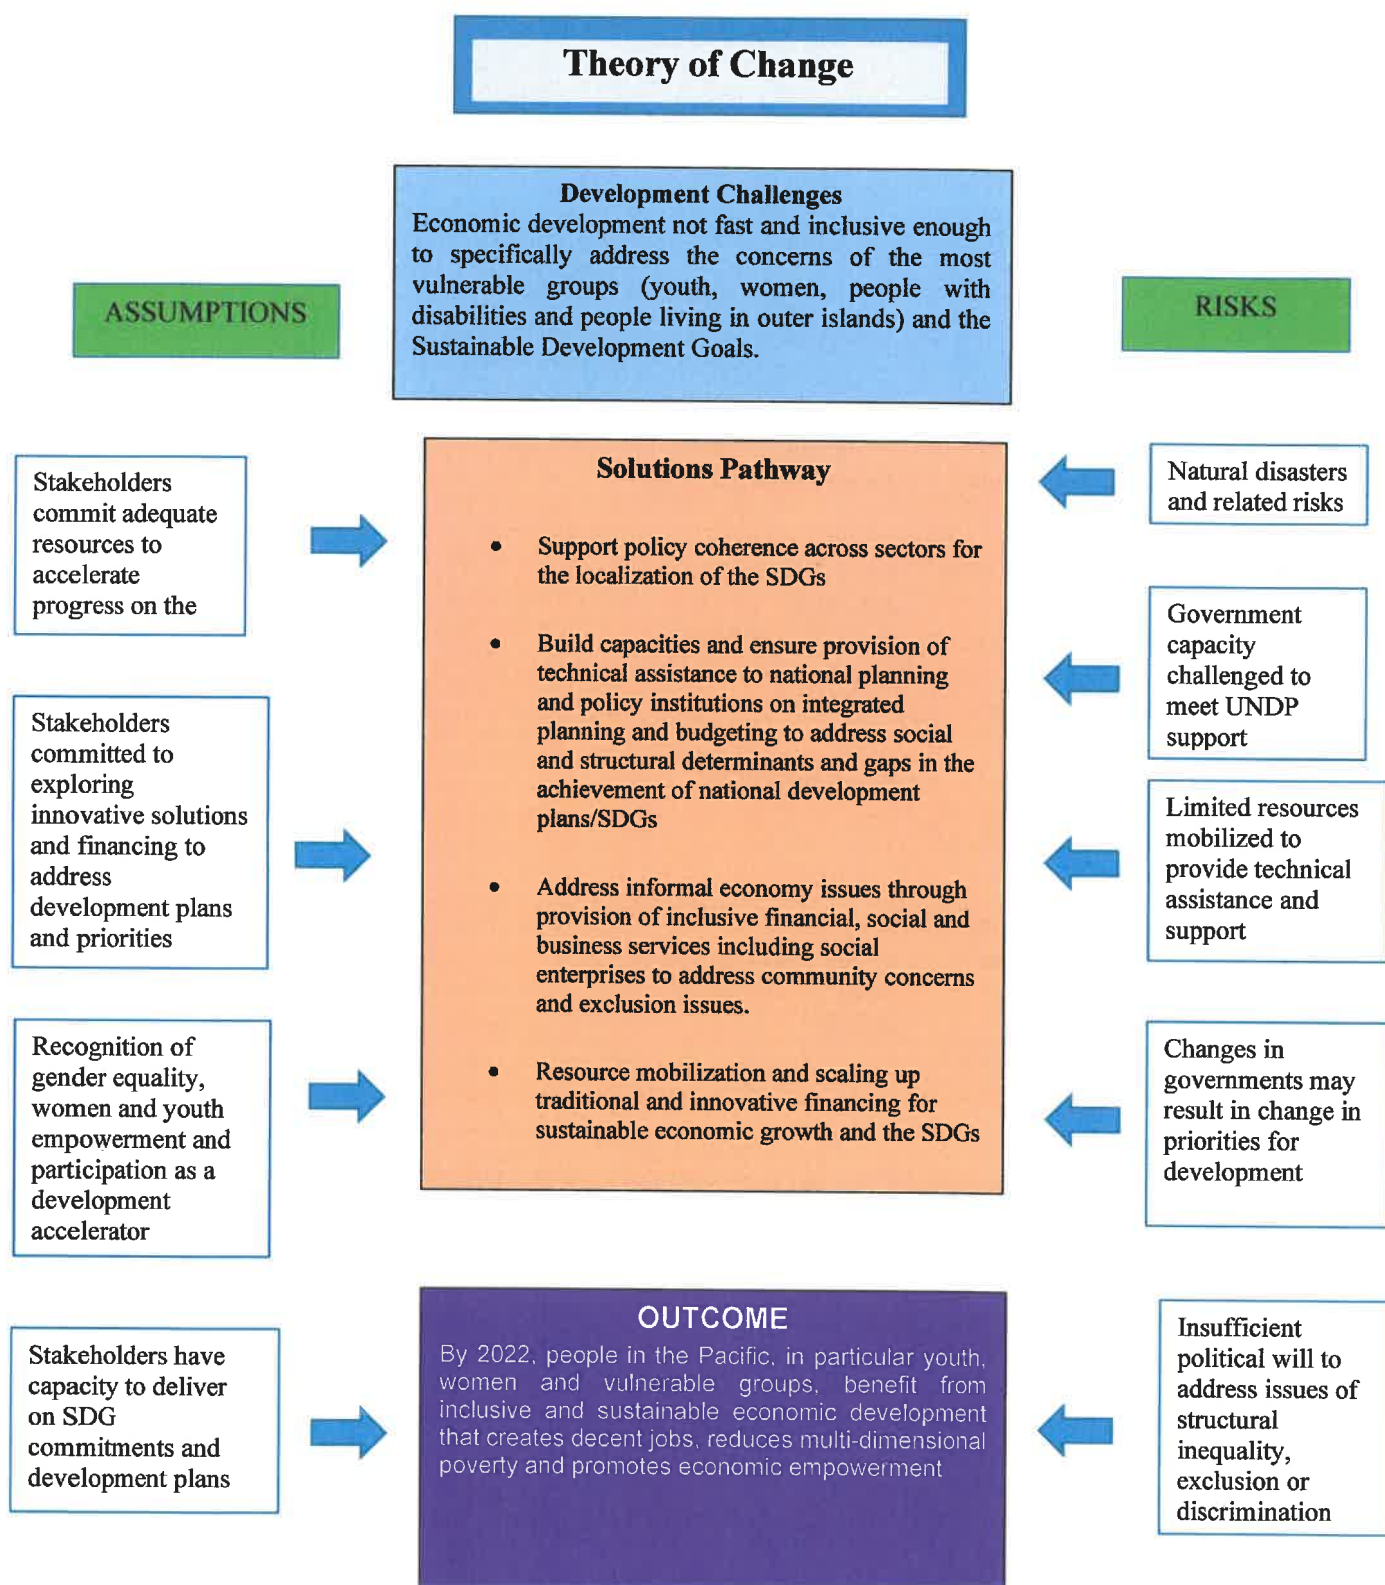 Theory of Change
Development Challenges
Economic development not fast and inclusive enough
to specifically address the concerns of the most
vulnerable groups (youth, women, people with
disabilities and people living in outer islands) and the
Sustainable Development Goals.
ASSUMPTIONS
RISKS
Stakeholders
commit adequate
resources to
accelerate
progress on the
Stakeholders
committed to
exploring
innovative solutions
and financing to
address
development plans
and priorities
Recognition of
gender equality,
women and youth
empowerment and
participation as a
development
accelerator
Stakeholders have
capacity to deliver
on SDG
commitments and
development plans
Solutions Pathway
• Support policy coherence across sectors for
the localization of the SDGs
• Build capacities and ensure provision of
technical assistance to national planning
and policy institutions on integrated
planning and budgeting to address social
and structural determinants and gaps in the
achievement of national development
plans/SDGs
• Address informal economy issues through
provision of inclusive financial, social and
business services including social
enterprises to address community concerns
and exclusion issues.
• Resource mobilization and scaling up
traditional and innovative financing for
sustainable economic growth and the SDGs
OUTCOME
By 2022, people in the Pacific, in particular youth,
women and vulnerable groups, benefit from
inclusive and sustainable economic development
that creates decent jobs, reduces multi-dimensional
poverty and promotes economic empowerment
Natural disasters
and related risks
Government
capacity
challenged to
meet UNDP
support
Limited resources
mobilized to
provide technical
assistance and
support
Changes in
governments may
result in change in
priorities for
development
Insufficient
political will to
address issues of
structural
inequality,
exclusion or
discrimination